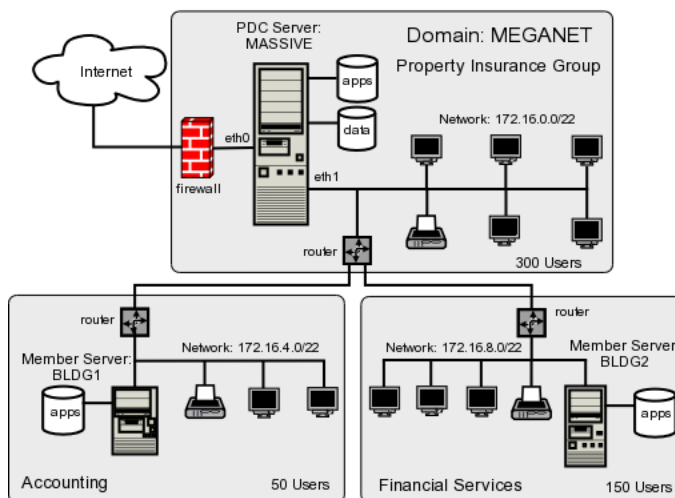 PDC Server:
MASSIVE
Domain: MEGANET
Property Insurance Group
Internet
apps
data
Network: 172.16.0.0/22
eth0
firewall
eth1
router
300 Users
router
Network: 172.16.4.0/22
Member Server:
BLDG1
apps
Accounting
50 Users
router
Network: 172.16.8.0/22
Member Server:
BLDG2
apps
Financial Services
150 Users